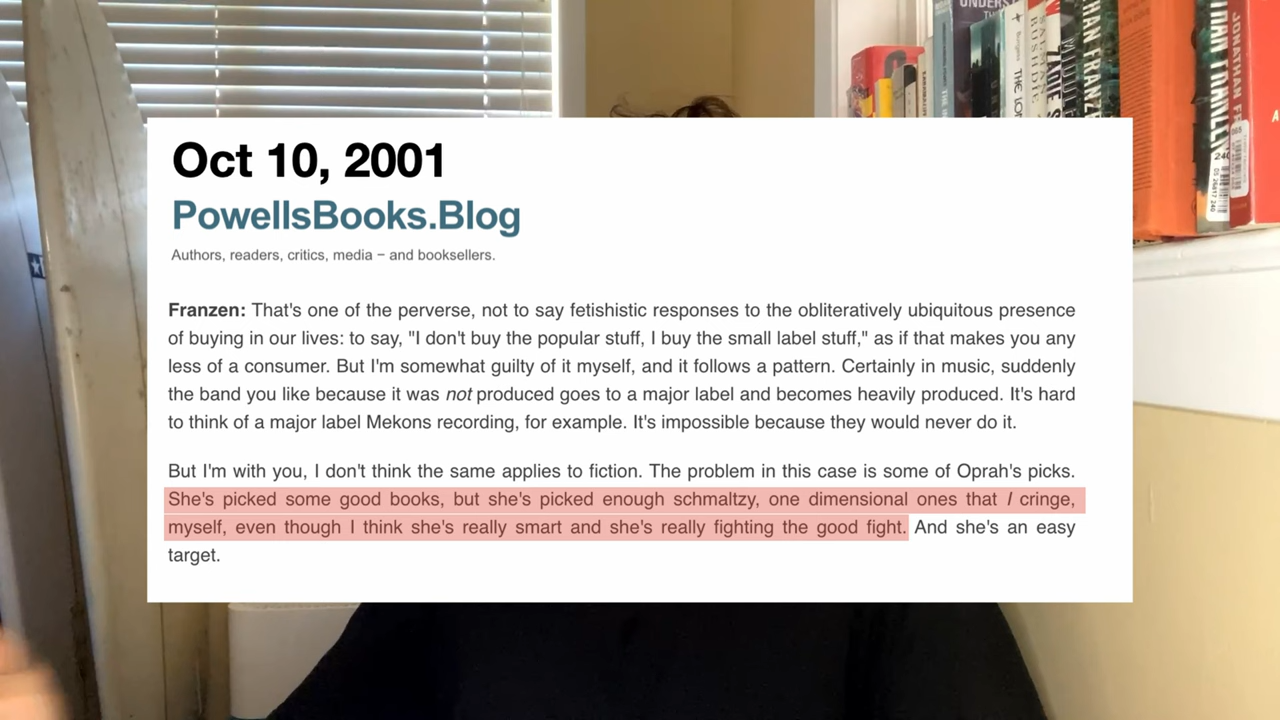 Oct 10, 2001
PowellsBooks.Blog
Authors, readers, critics, media − and booksellers.
Franzen: That's one of the perverse, not to say fetishistic responses to the obliteratively ubiquitous presence
of buying in our lives: to say, "I don't buy the popular stuff, I buy the small label stuff," as if that makes you any
less of a consumer. But I'm somewhat guilty of it myself, and it follows a pattern. Certainly in music, suddenly
the band you like because it was not produced goes to a major label and becomes heavily produced. It's hard
to think of a major label Mekons recording, for example. It's impossible because they would never do it.
But I'm with you, I don't think the same applies to fiction. The problem in this case is some of Oprah's picks.
She's picked some good books, but she's picked enough schmaltzy, one dimensional ones that I cringe,
myself, even though I think she's really smart and she's really fighting the good fight. And she's an easy
target.
RUSHDIE
ZADIE
FRANZ
JONATHAN